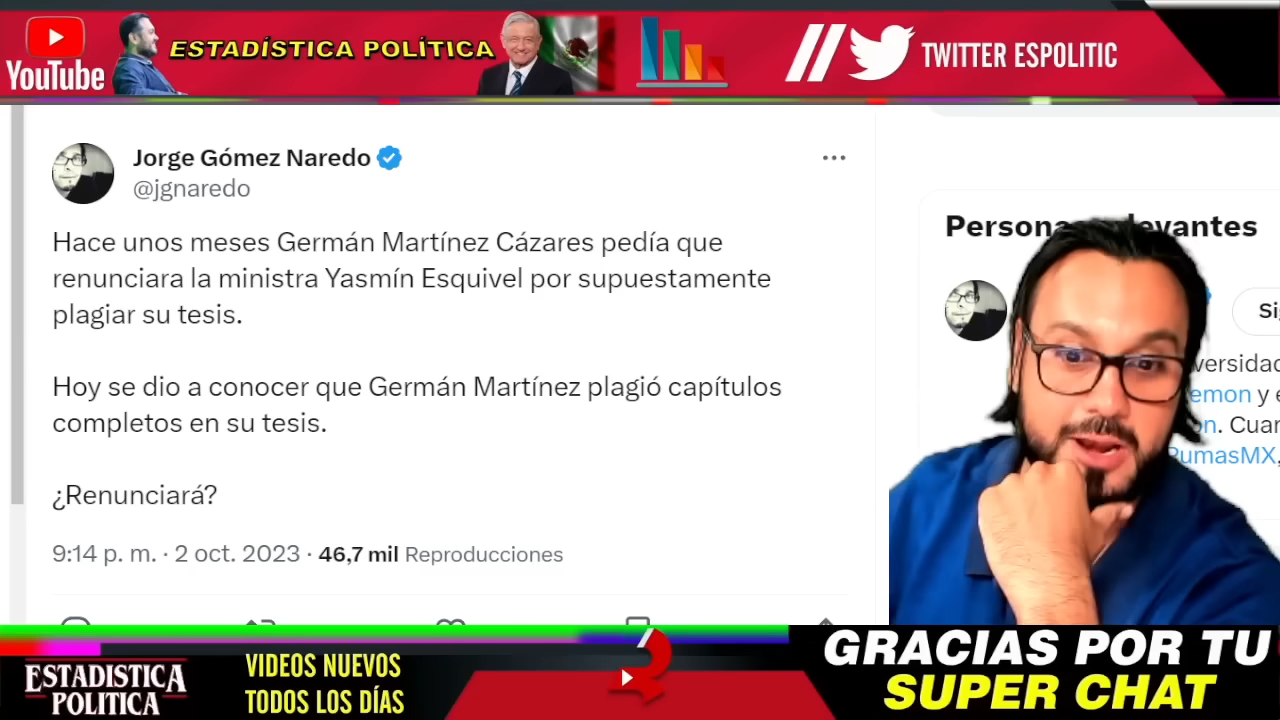 YouTube
ESTADÍSTICA POLÍTICA
TWITTER ESPOLITIC
Jorge Gómez Naredo
@jgnaredo
Hace unos meses Germán Martínez Cázares pedía que
renunciara la ministra Yasmín Esquivel por supuestamente
plagiar su tesis.
Hoy se dio a conocer que Germán Martínez plagió capítulos
completos en su tesis.
¿Renunciará?
9:14 p. m. · 2 oct. 2023 · 46,7 mil Reproducciones
ESTADISTICA
POLÌTICA
VIDEOS NUEVOS
TODOS LOS DÍAS
GRACIAS POR TU
SUPER CHAT
y
. Cuar
PumasMX,